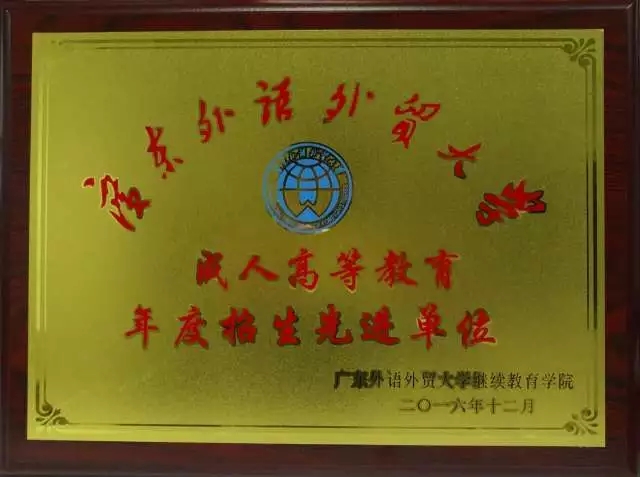 广东外语外贸大学
成人高等教育
年度招生先进单位
广东外语外贸大学继续教育学院
二〇一六年十二月